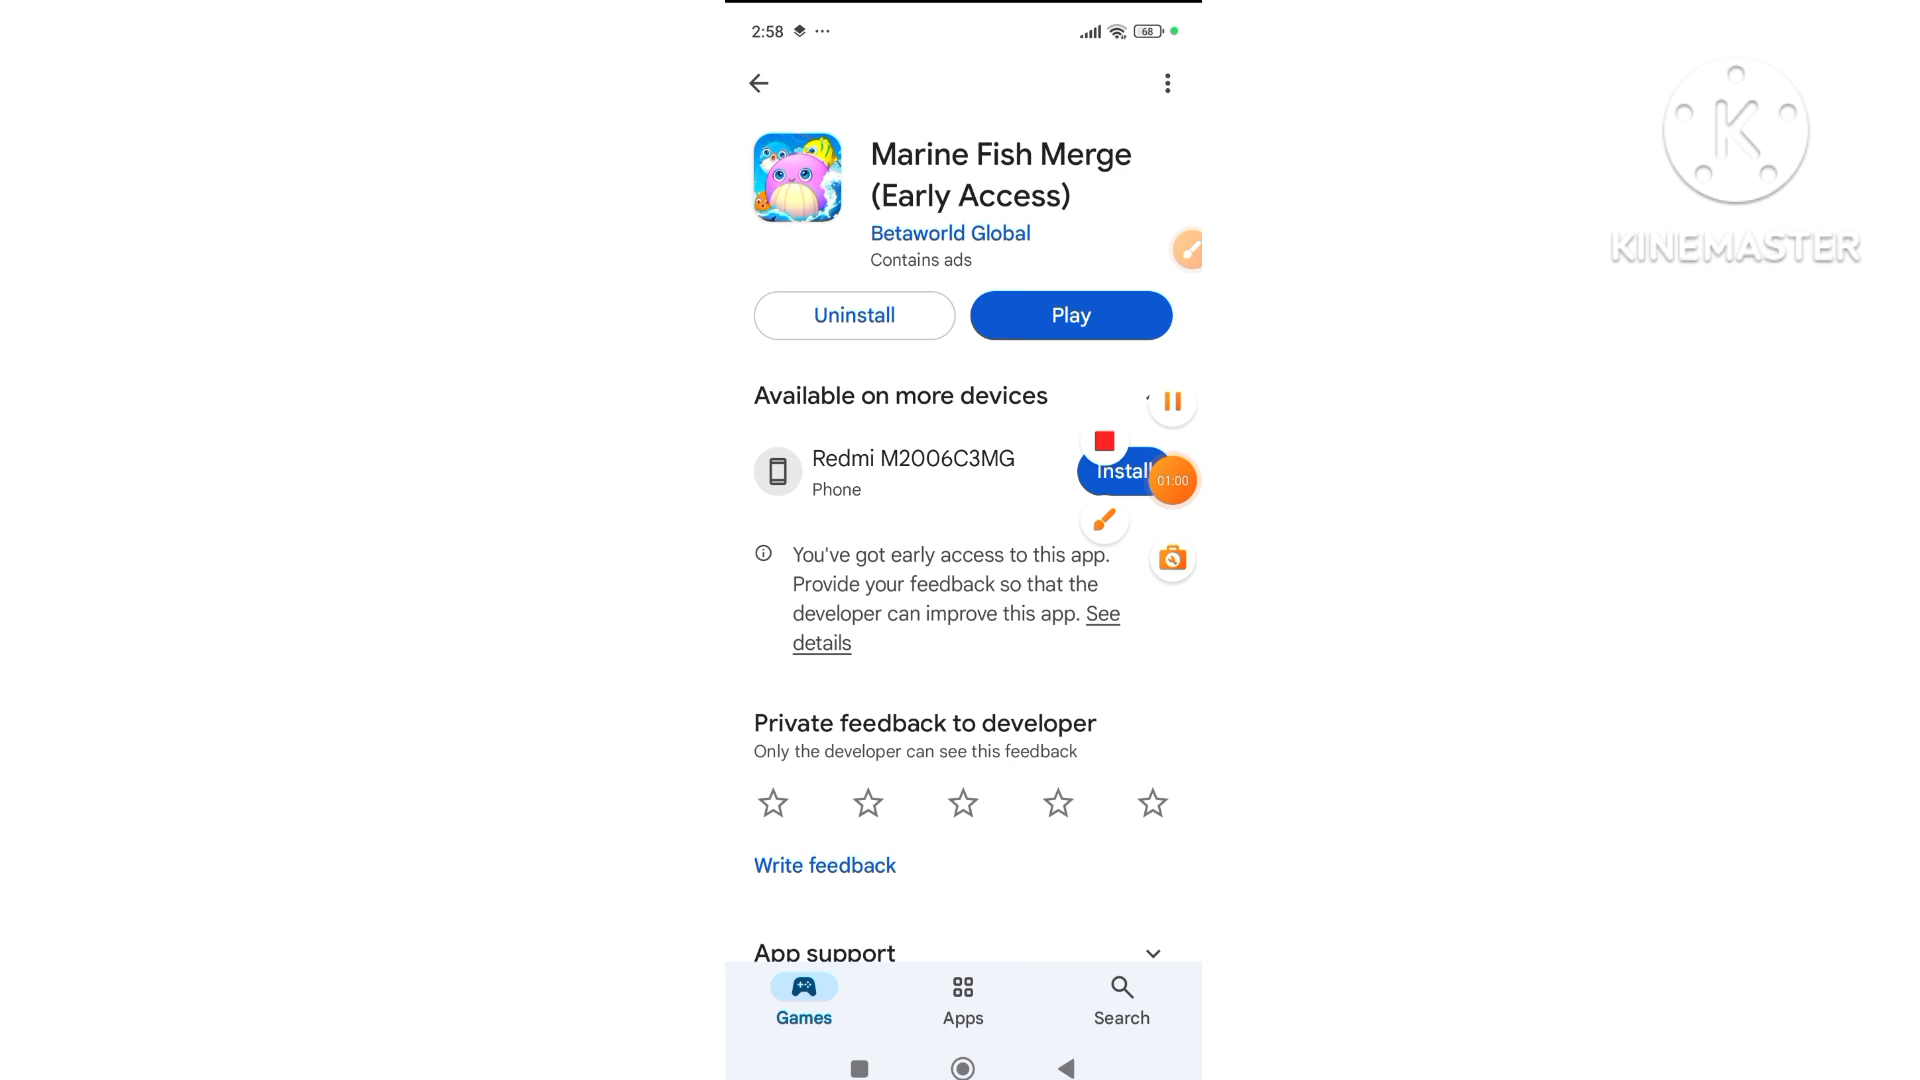 2:58
68
K
KINEMASTER
Marine Fish Merge
(Early Access)
Betaworld Global
Contains ads
Uninstall
Play
Available on more devices
Redmi M2006C3MG
Phone
Install
01:00
You've got early access to this app.
Provide your feedback so that the
developer can improve this app. See
details
Private feedback to developer
Only the developer can see this feedback
Write feedback
App support
Games
Apps
Search